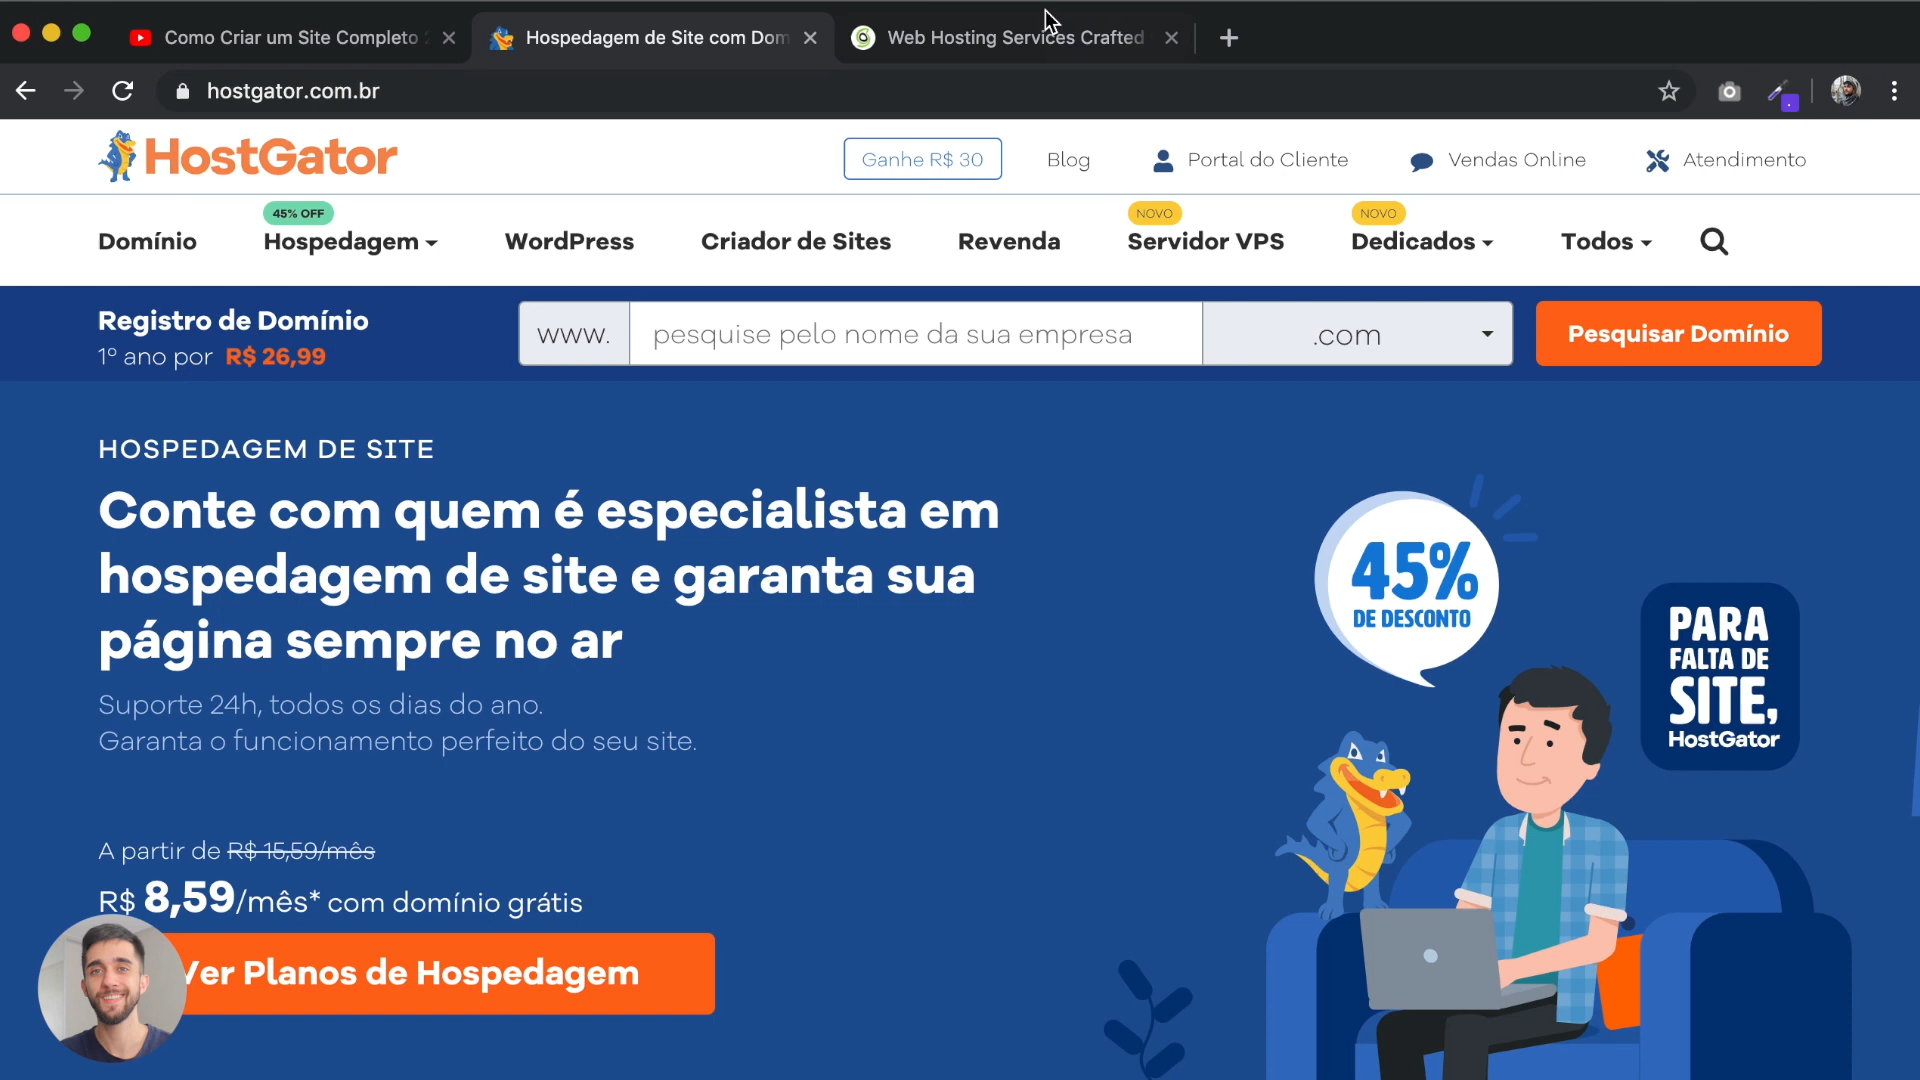 Como Criar um Site Completo
Hospedagem de Site com Dom
Web Hosting Services Crafted
hostgator.com.br
HostGator
Ganhe R$ 30
Blog
Portal do Cliente
Vendas Online
Atendimento
45% OFF
NOVO
NOVO
Domínio
Hospedagem
WordPress
Criador de Sites
Revenda
Servidor VPS
Dedicados
Todos
Registro de Domínio
1º ano por R$ 26,99
www.
pesquise pelo nome da sua empresa
.com
Pesquisar Domínio
HOSPEDAGEM DE SITE
Conte com quem é especialista em
hospedagem de site e garanta sua
página sempre no ar
Suporte 24h, todos os dias do ano.
Garanta o funcionamento perfeito do seu site.
45%
DE DESCONTO
PARA
FALTA DE
SITE,
HostGator
A partir de R$ 15,59/mês
R$ 8,59/mês* com domínio grátis
Ver Planos de Hospedagem